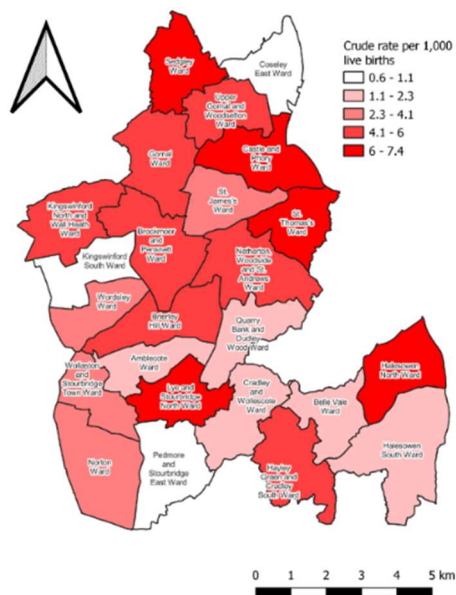 Crude rate per 1,000
live births
0.6 - 1.1
1.1 - 2.3
2.3 - 4.1
4.1 - 6
6 - 7.4
Sedgley
Ward
Coseley
East Ward
Upper
Gornal and
Woodsetton
Ward
Gornal
Ward
Castle and
Priory
Ward
St.
James's
Ward
St.
Thomas's
Ward
Kingswinford
North and
Wall Heath
Ward
Brockmoor
and
Pensnett
Ward
Kingswinford
South Ward
Netherton,
Woodside
and St.
Andrews
Ward
Wordsley
Ward
Brierley
Hill Ward
Quarry
Bank and
Dudley
Wood Ward
Amblecote
Ward
Wollaston
and
Stourbridge
Town Ward
Lye and
Stourbridge
North Ward
Cradley
and
Wollescote
Ward
Belle Vale
Ward
Halesowen
North Ward
Halesowen
South Ward
Norton
Ward
Pedmore
and
Stourbridge
East Ward
Hayley
Green and
Cradley
South Ward
0 1 2 3 4 5 km